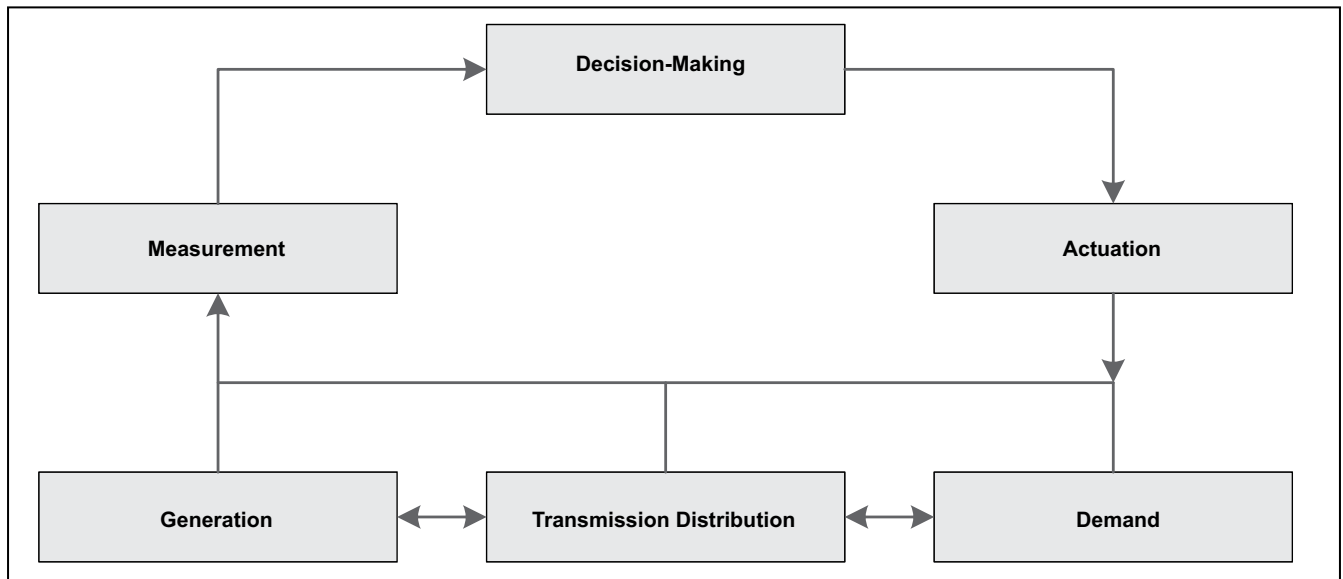 Decision-Making
Measurement
Actuation
Generation
Transmission Distribution
Demand